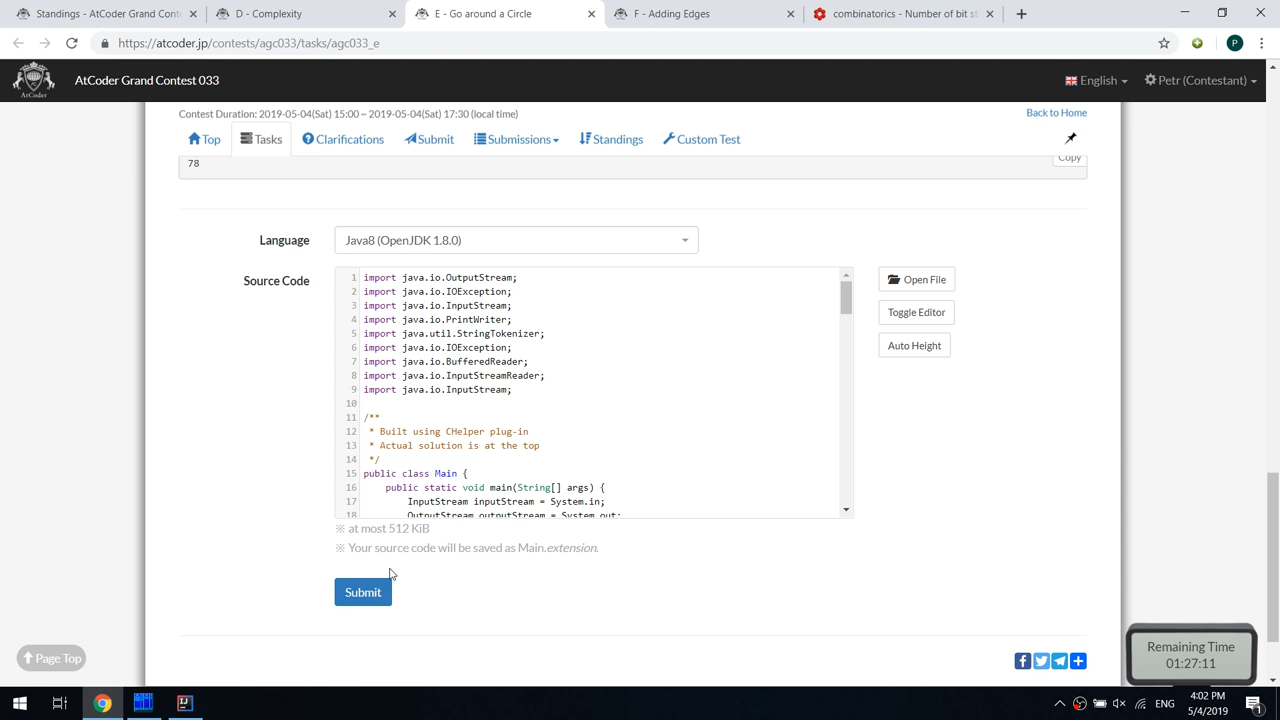 Standings - AtCoder Grand Contest
D - Complexity
E - Go around a Circle
F - Adding Edges
combinatorics - Number of bit st
https://atcoder.jp/contests/agc033/tasks/agc033_e
P
AtCoder
AtCoder Grand Contest 033
English
Petr (Contestant)
Contest Duration: 2019-05-04(Sat) 15:00 ~ 2019-05-04(Sat) 17:30 (local time)
Back to Home
Top
Tasks
Clarifications
Submit
Submissions
Standings
Custom Test
78
Copy
Language
Java8 (OpenJDK 1.8.0)
Source Code
1 import java.io.OutputStream;
2 import java.io.IOException;
3 import java.io.InputStream;
4 import java.io.PrintWriter;
5 import java.util.StringTokenizer;
6 import java.io.IOException;
7 import java.io.BufferedReader;
8 import java.io.InputStreamReader;
9 import java.io.InputStream;
10
11 /**
12 * Built using CHelper plug-in
13 * Actual solution is at the top
14 */
15 public class Main {
16 public static void main(String[] args) {
17 InputStream inputStream = System.in;
18 OutputStream outputStream = System.out;
Open File
Toggle Editor
Auto Height
※ at most 512 KiB
※ Your source code will be saved as Main.extension.
Submit
Page Top
Remaining Time
01:27:11
ENG
4:02 PM
5/4/2019
1